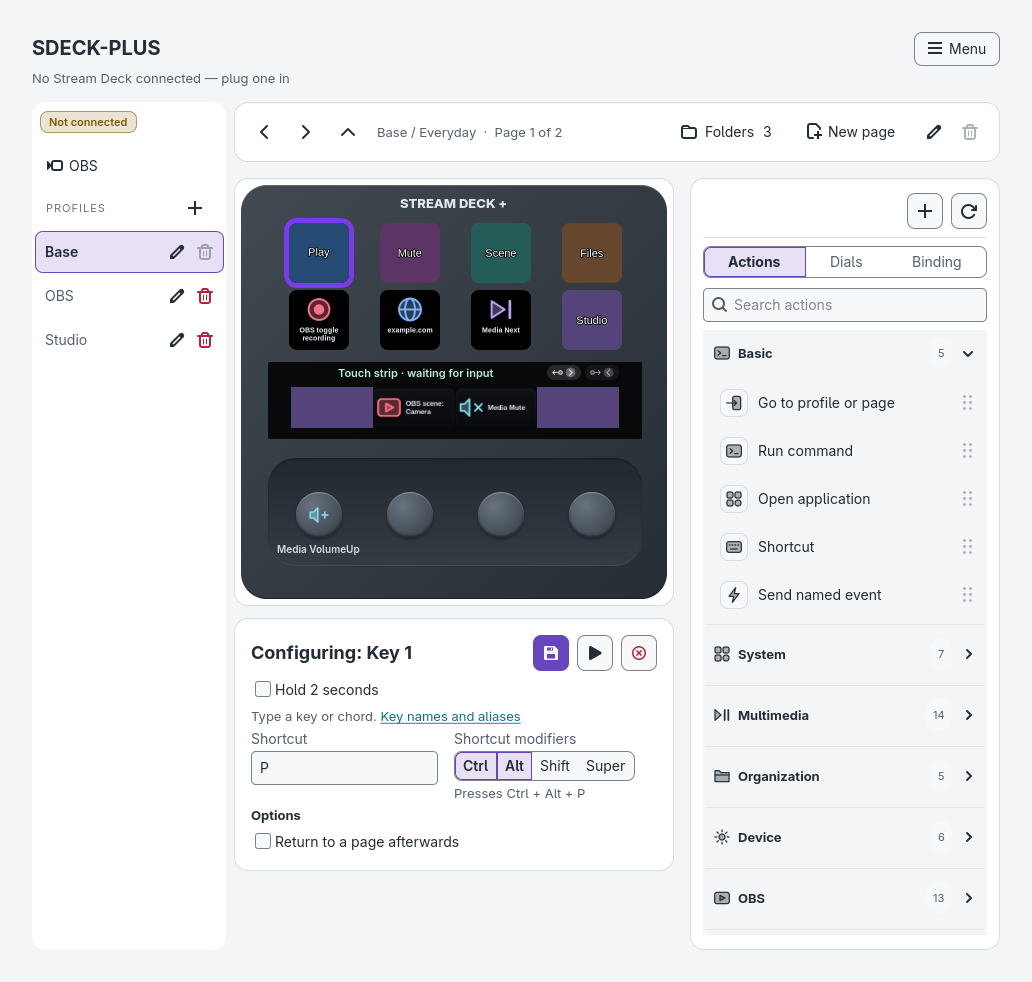 SDECK-PLUS
Menu
No Stream Deck connected — plug one in
Not connected
OBS
PROFILES
Base
OBS
Studio
Base / Everyday · Page 1 of 2
Folders 3
New page
STREAM DECK +
Play
Mute
Scene
Files
OBS toggle
recording
example.com
Media Next
Studio
Touch strip · waiting for input
OBS scene:
Camera
Media Mute
Media VolumeUp
Configuring: Key 1
Hold 2 seconds
Type a key or chord. Key names and aliases
Shortcut
P
Shortcut modifiers
Ctrl Alt Shift Super
Presses Ctrl + Alt + P
Options
Return to a page afterwards
Actions Dials Binding
Search actions
Basic 5
Go to profile or page
Run command
Open application
Shortcut
Send named event
System 7
Multimedia 14
Organization 5
Device 6
OBS 13